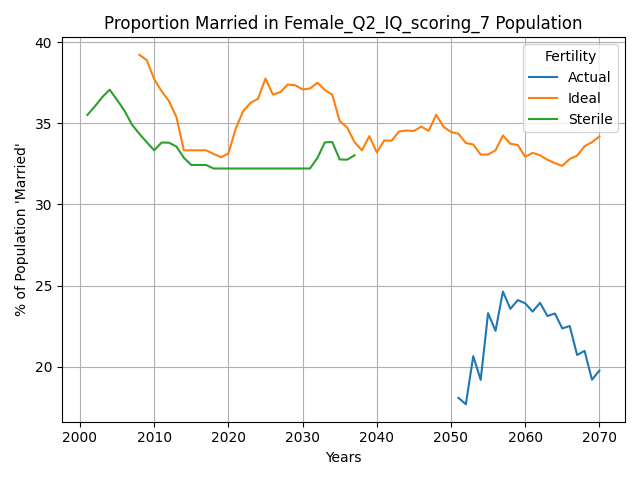 Proportion Married in Female_Q2_IQ_scoring_7 Population
% of Population 'Married'
40
35
30
25
20
2000 2010 2020 2030 2040 2050 2060 2070
Years
Fertility
Actual
Ideal
Sterile